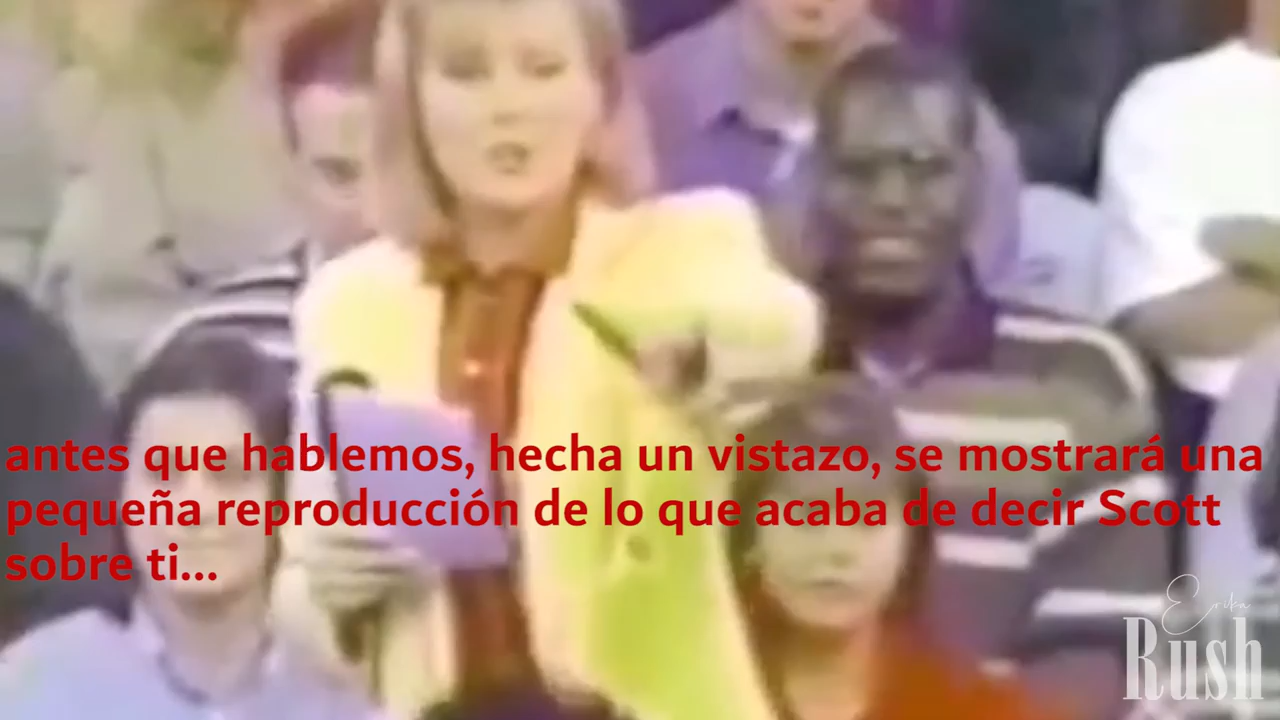 antes que hablemos, hecha un vistazo, se mostrará una
pequeña reproducción de lo que acaba de decir Scott
sobre ti...
Erika
Rush